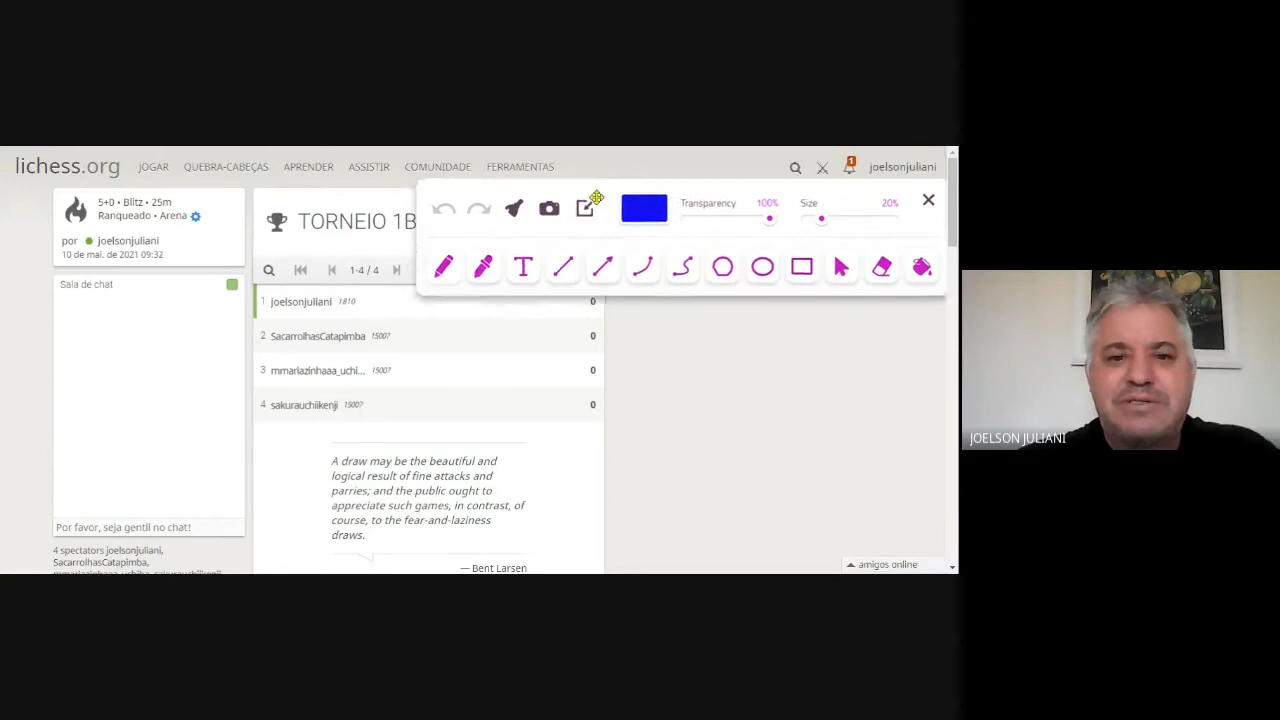 lichess.org JOGAR QUEBRA-CABEÇAS APRENDER ASSISTIR COMUNIDADE FERRAMENTAS 1 joelsonjuliani
5+0 • Blitz • 25m
Ranqueado • Arena
por joelsonjuliani
10 de mai. de 2021 09:32
Sala de chat
Por favor, seja gentil no chat!
4 spectators joelsonjuliani,
SacarrolhasCatapimba,
TORNEIO 1B
1-4 / 4
Transparency 100% Size 20%
T
1 joelsonjuliani 1810 0
2 SacarrolhasCatapimba 1500? 0
3 mmariazinhaaa_uchi... 1500? 0
4 sakurauchiikenji 1500? 0
A draw may be the beautiful and
logical result of fine attacks and
parries; and the public ought to
appreciate such games, in contrast, of
course, to the fear-and-laziness
draws.
— Bent Larsen
amigos online
JOELSON JULIANI